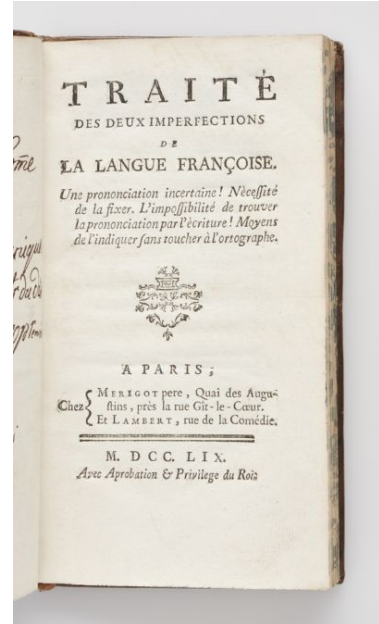 TRAITÉ
DES DEUX IMPERFECTIONS
DE
LA LANGUE FRANÇOISE.
Une prononciation incertaine! Nèceſſité
de la fixer. L'impoſſibilité de trouver
la prononciation par l'ècriture! Moyens
de l'indiquer ſans toucher à l'ortographe.
A PARIS;
Chez { MERIGOT pere, Quai des Augu-
ſtins, près la rue Gît-le-Cœur.
Et LAMBERT, rue de la Comédie.
M. DCC. LIX.
Avec Aprobation & Privilege du Roi.